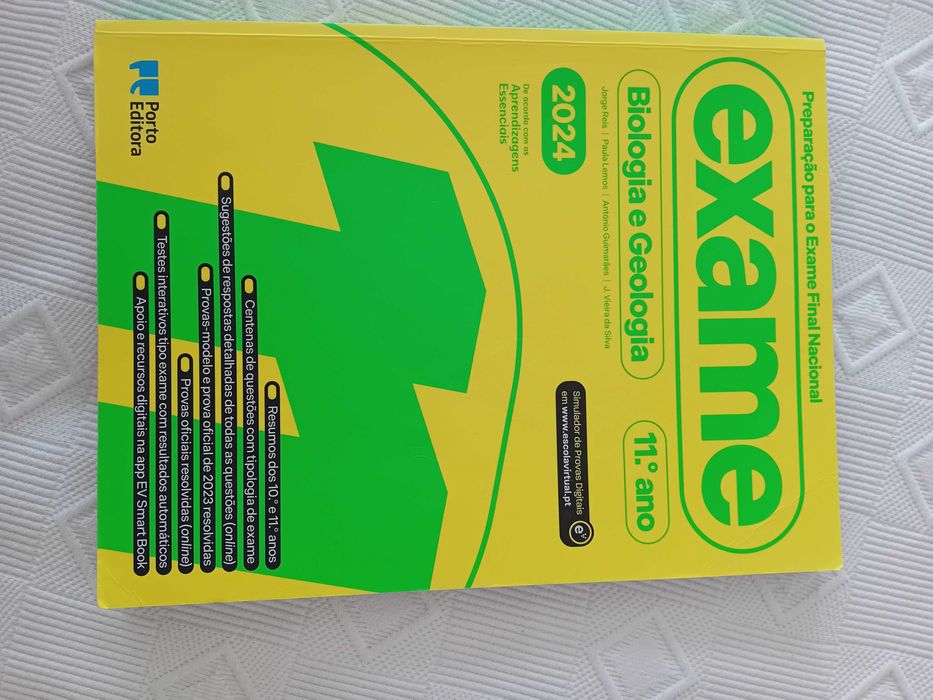 Preparação para o Exame Final Nacional
exame
Biologia e Geologia
11.º ano
Jorge Reis | Paula Lemos | António Guimarães | J. Vieira da Silva
2024
Simulador de Provas Digitais
em www.escolavirtual.pt
e
De acordo com as
Aprendizagens
Essenciais
Resumos dos 10.º e 11.º anos
Centenas de questões com tipologia de exame
Sugestões de respostas detalhadas de todas as questões (online)
Provas-modelo e prova oficial de 2023 resolvidas
Provas oficiais resolvidas (online)
Testes interativos tipo exame com resultados automáticos
Apoio e recursos digitais na app EV Smart Book
Porto
Editora